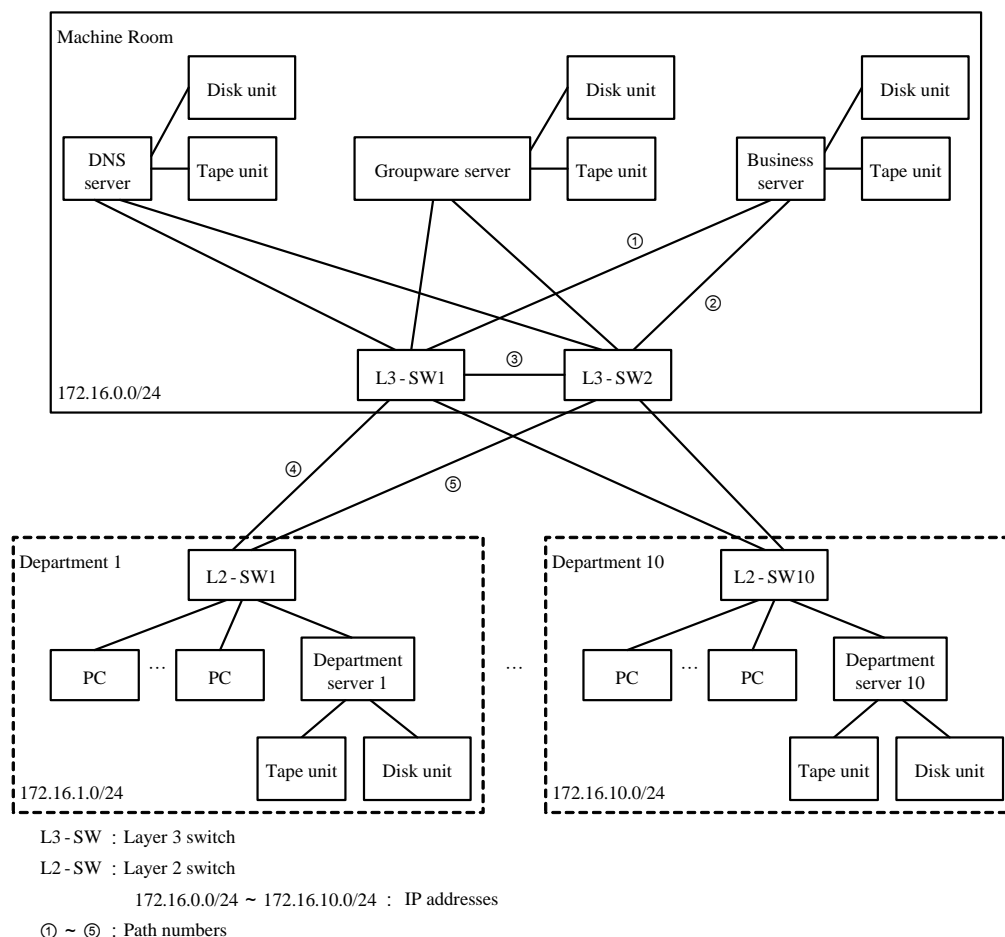 Machine Room
Disk unit
Disk unit
Disk unit
DNS
server
Tape unit
Groupware server
Tape unit
Business
server
Tape unit
①
②
③
L3-SW1
L3-SW2
172.16.0.0/24
④
⑤
Department 1
L2-SW1
Department 10
L2-SW10
PC
...
PC
Department
server 1
...
PC
...
PC
Department
server 10
Tape unit
Disk unit
Tape unit
Disk unit
172.16.1.0/24
172.16.10.0/24
L3-SW : Layer 3 switch
L2-SW : Layer 2 switch
172.16.0.0/24 ~ 172.16.10.0/24 : IP addresses
① ~ ⑤ : Path numbers